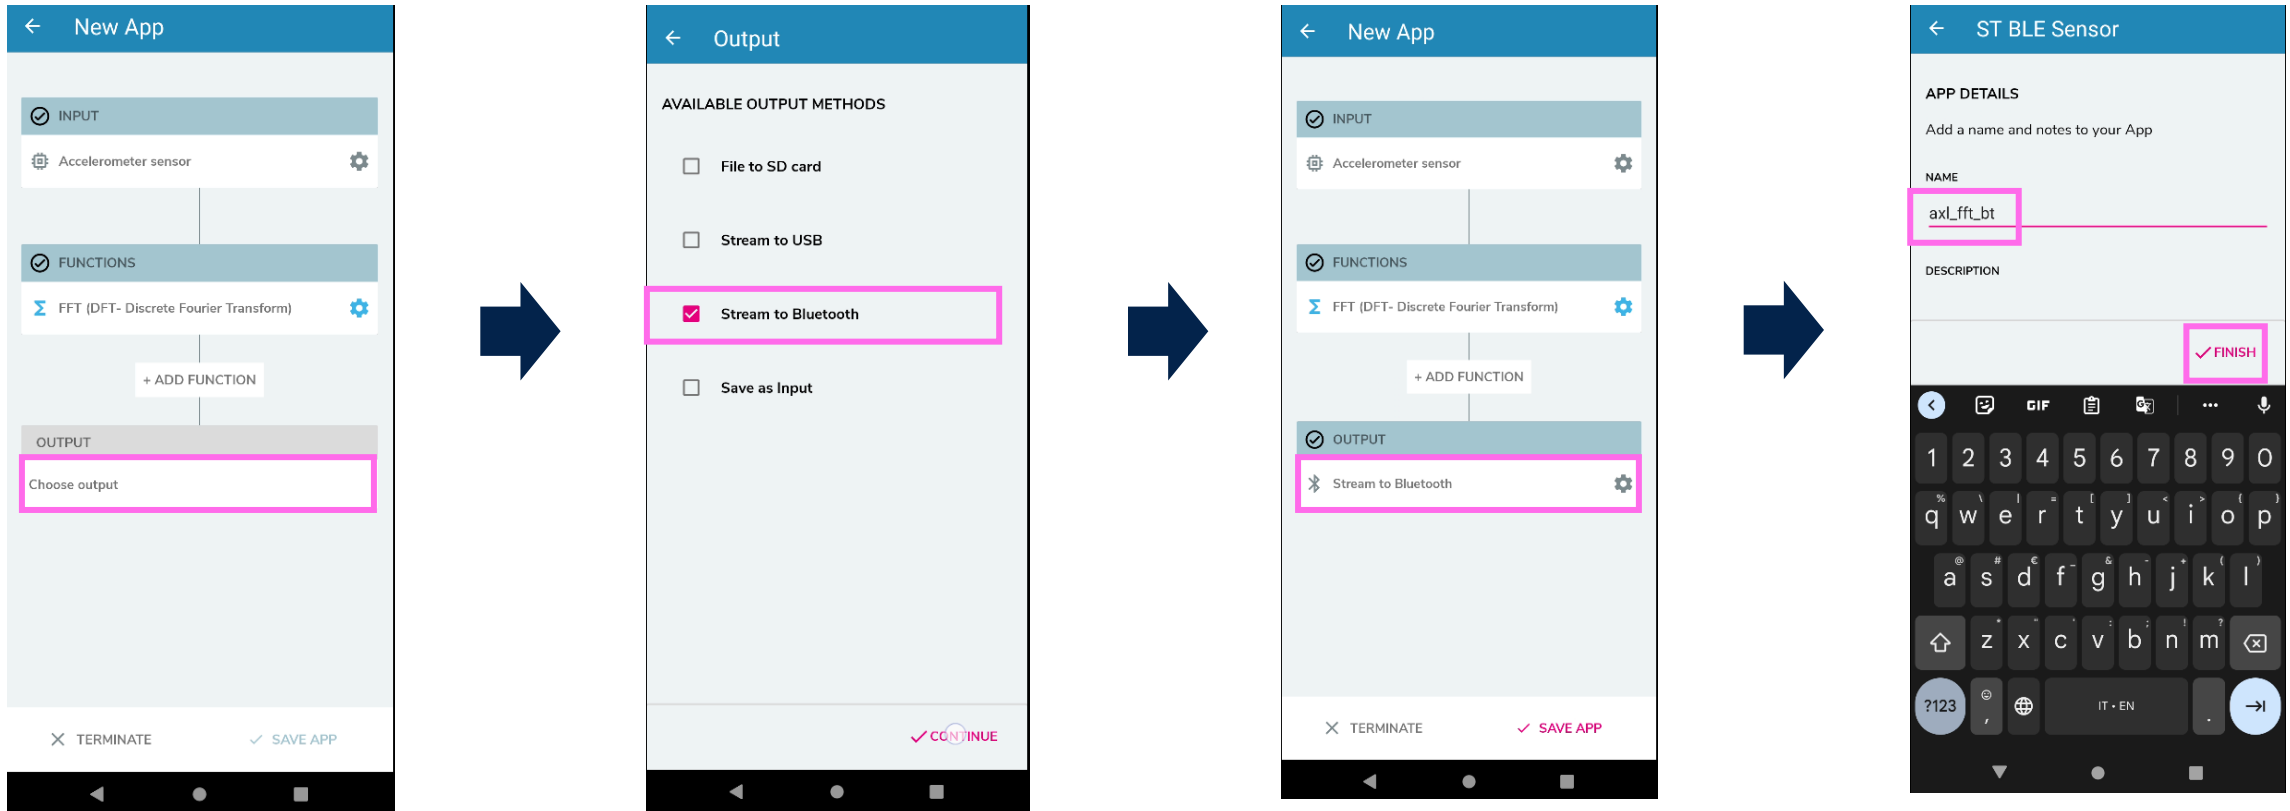 New App
INPUT
Accelerometer sensor
FUNCTIONS
FFT (DFT- Discrete Fourier Transform)
+ ADD FUNCTION
OUTPUT
Choose output
TERMINATE
SAVE APP
Output
AVAILABLE OUTPUT METHODS
File to SD card
Stream to USB
Stream to Bluetooth
Save as Input
CONTINUE
New App
INPUT
Accelerometer sensor
FUNCTIONS
FFT (DFT- Discrete Fourier Transform)
+ ADD FUNCTION
OUTPUT
Stream to Bluetooth
TERMINATE
SAVE APP
ST BLE Sensor
APP DETAILS
Add a name and notes to your App
NAME
axl_fft_bt
DESCRIPTION
FINISH
GIF
1 2 3 4 5 6 7 8 9 0
% \ | = [ ] < > { }
q w e r t y u i o p
@ # € _ & - + ( )
a s d f g h j k l
* " ' : ; ! ?
z x c v b n m
?123 , IT • EN .